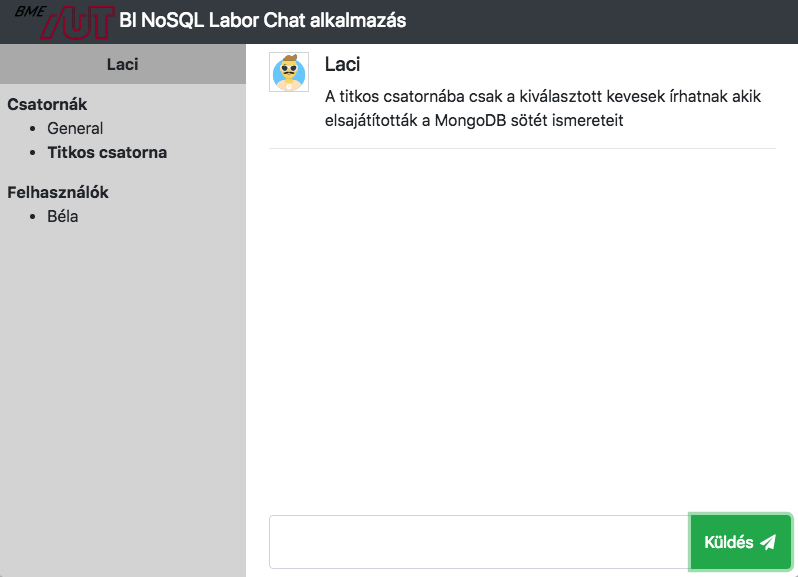 BME AUT BI NoSQL Labor Chat alkalmazás
Laci
Csatornák
General
Titkos csatorna
Felhasználók
Béla
Laci
A titkos csatornába csak a kiválasztott kevesek írhatnak akik
elsajátították a MongoDB sötét ismereteit
Küldés